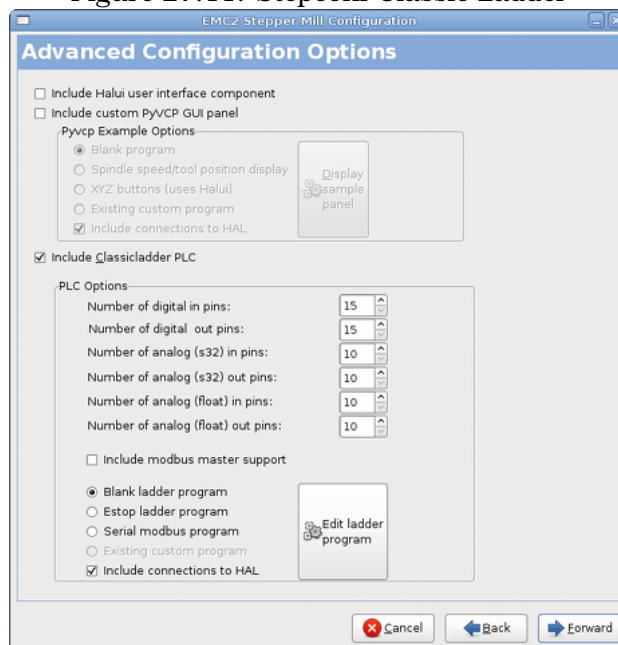 EMC2 Stepper Mill Configuration
Advanced Configuration Options
Include Halui user interface component
Include custom PyVCP GUI panel
Pyvcp Example Options
Blank program
Spindle speed/tool position display
XYZ buttons (uses Halui)
Existing custom program
Include connections to HAL
Display
sample
panel
Include Classicladder PLC
PLC Options
Number of digital in pins: 15
Number of digital out pins: 15
Number of analog (s32) in pins: 10
Number of analog (s32) out pins: 10
Number of analog (float) in pins: 10
Number of analog (float) out pins: 10
Include modbus master support
Blank ladder program
Estop ladder program
Serial modbus program
Existing custom program
Include connections to HAL
Edit ladder
program
Cancel Back Forward